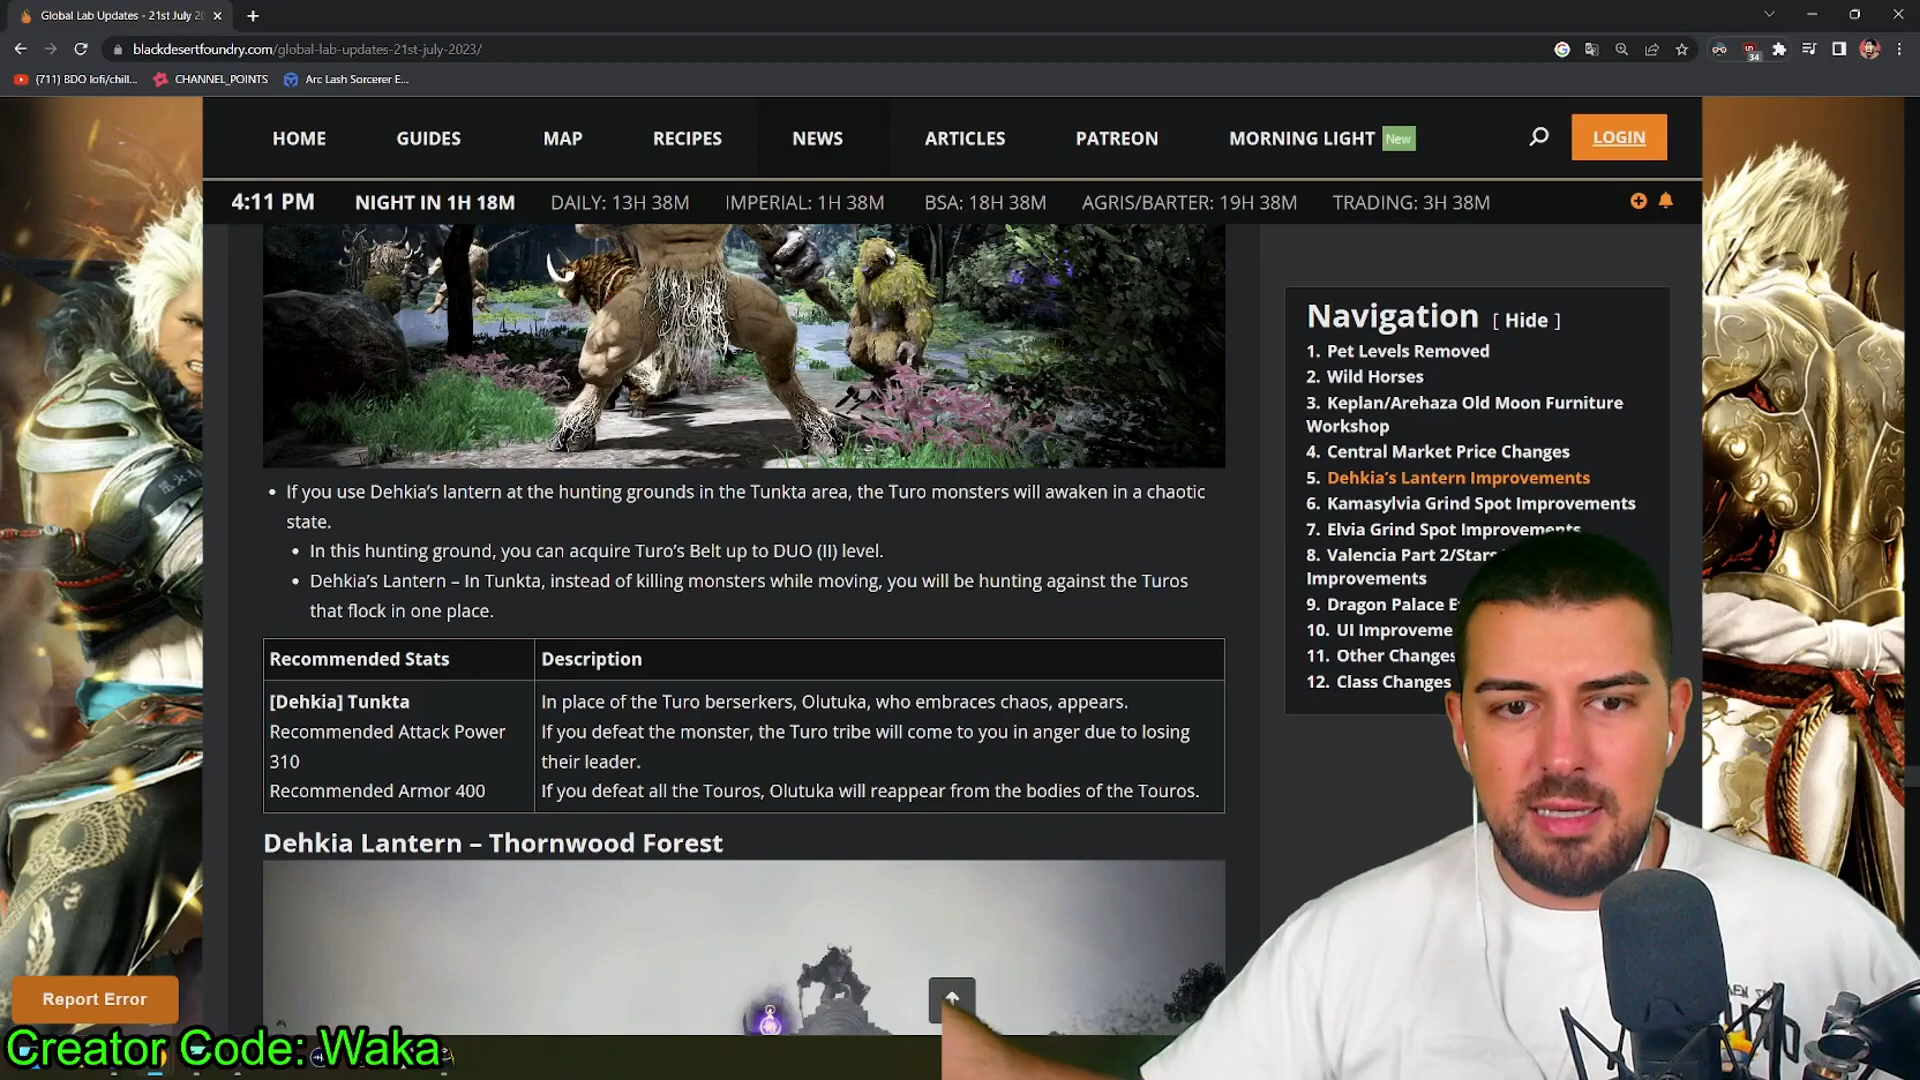 Global Lab Updates - 21st July 20
blackdesertfoundry.com/global-lab-updates-21st-july-2023/
34
(711) BDO lofi/chill...
CHANNEL_POINTS
Arc Lash Sorcerer E...
HOME
GUIDES
MAP
RECIPES
NEWS
ARTICLES
PATREON
MORNING LIGHT
New
LOGIN
4:11 PM
NIGHT IN 1H 18M
DAILY: 13H 38M
IMPERIAL: 1H 38M
BSA: 18H 38M
AGRIS/BARTER: 19H 38M
TRADING: 3H 38M
• If you use Dehkia's lantern at the hunting grounds in the Tunkta area, the Turo monsters will awaken in a chaotic
state.
• In this hunting ground, you can acquire Turo's Belt up to DUO (II) level.
• Dehkia's Lantern – In Tunkta, instead of killing monsters while moving, you will be hunting against the Turos
that flock in one place.
Recommended Stats
Description
[Dehkia] Tunkta
Recommended Attack Power
310
Recommended Armor 400
In place of the Turo berserkers, Olutuka, who embraces chaos, appears.
If you defeat the monster, the Turo tribe will come to you in anger due to losing
their leader.
If you defeat all the Touros, Olutuka will reappear from the bodies of the Touros.
Dehkia Lantern – Thornwood Forest
Navigation [ Hide ]
1. Pet Levels Removed
2. Wild Horses
3. Keplan/Arehaza Old Moon Furniture
Workshop
4. Central Market Price Changes
5. Dehkia's Lantern Improvements
6. Kamasylvia Grind Spot Improvements
7. Elvia Grind Spot Improvements
8. Valencia Part 2/Stars
Improvements
9. Dragon Palace E
10. UI Improveme
11. Other Changes
12. Class Changes
Report Error
Creator Code: Waka